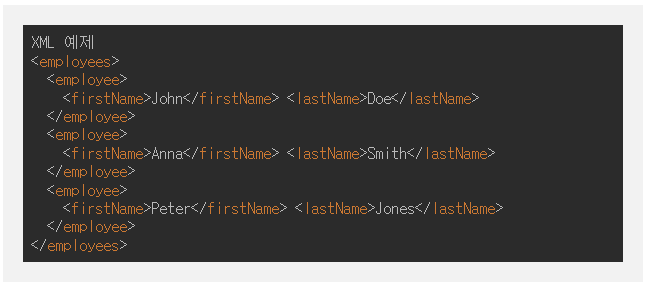 XML 예제
<employees>
  <employee>
    <firstName>John</firstName> <lastName>Doe</lastName>
  </employee>
  <employee>
    <firstName>Anna</firstName> <lastName>Smith</lastName>
  </employee>
  <employee>
    <firstName>Peter</firstName> <lastName>Jones</lastName>
  </employee>
</employees>